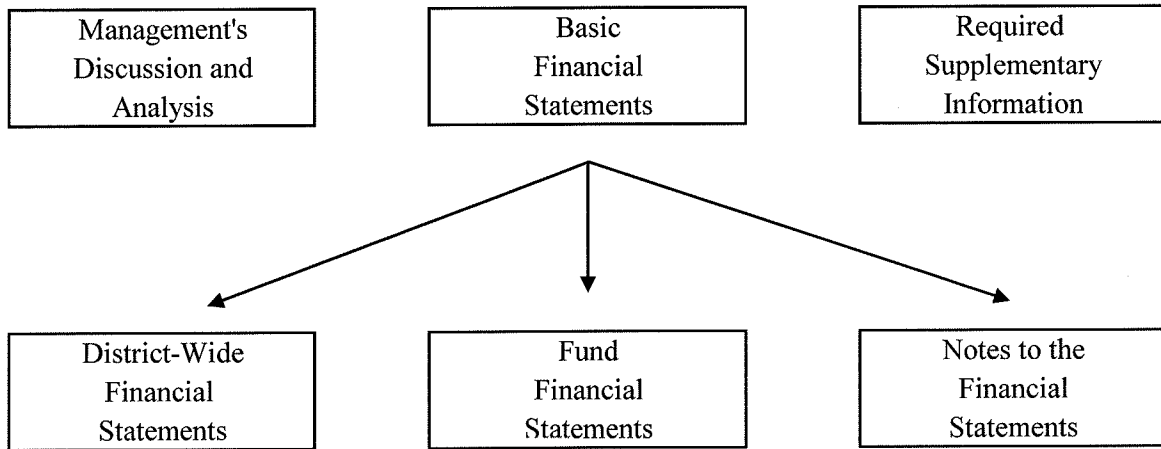 Management's
Discussion and
Analysis
Basic
Financial
Statements
Required
Supplementary
Information
District-Wide
Financial
Statements
Fund
Financial
Statements
Notes to the
Financial
Statements